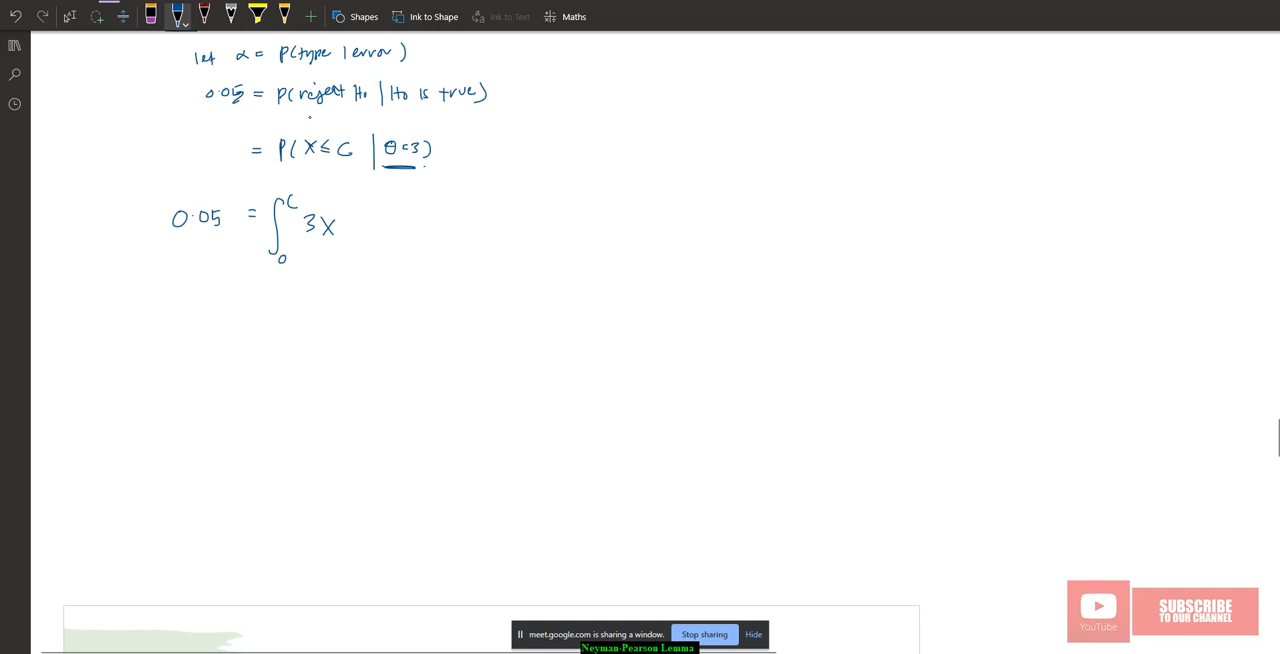 Shapes Ink to Shape Ink to Text Maths
let α = P(type 1 error)
0.05 = P(reject H0 | H0 is true)
= P( X ≤ C | θ=3)
0.05 = ∫ C 0 3X
SUBSCRIBE
TO OUR CHANNEL
YouTube
meet.google.com is sharing a window. Stop sharing Hide
Neyman-Pearson Lemma